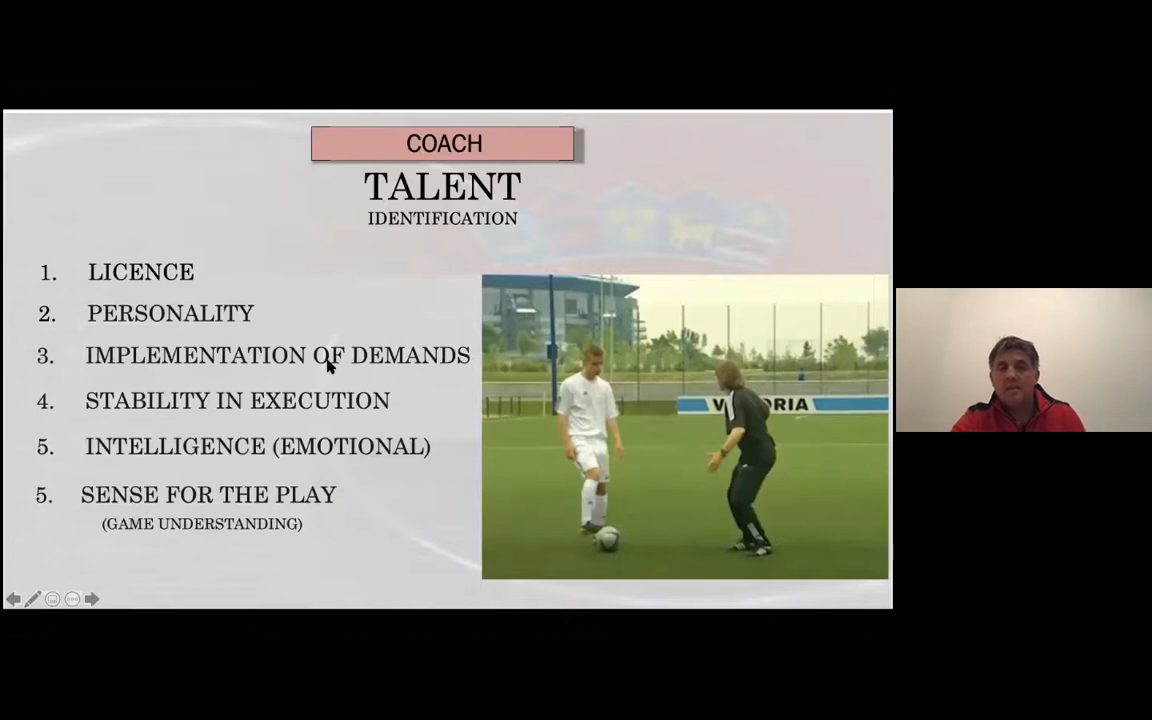 COACH
TALENT
IDENTIFICATION
1. LICENCE
2. PERSONALITY
3. IMPLEMENTATION OF DEMANDS
4. STABILITY IN EXECUTION
5. INTELLIGENCE (EMOTIONAL)
5. SENSE FOR THE PLAY
(GAME UNDERSTANDING)